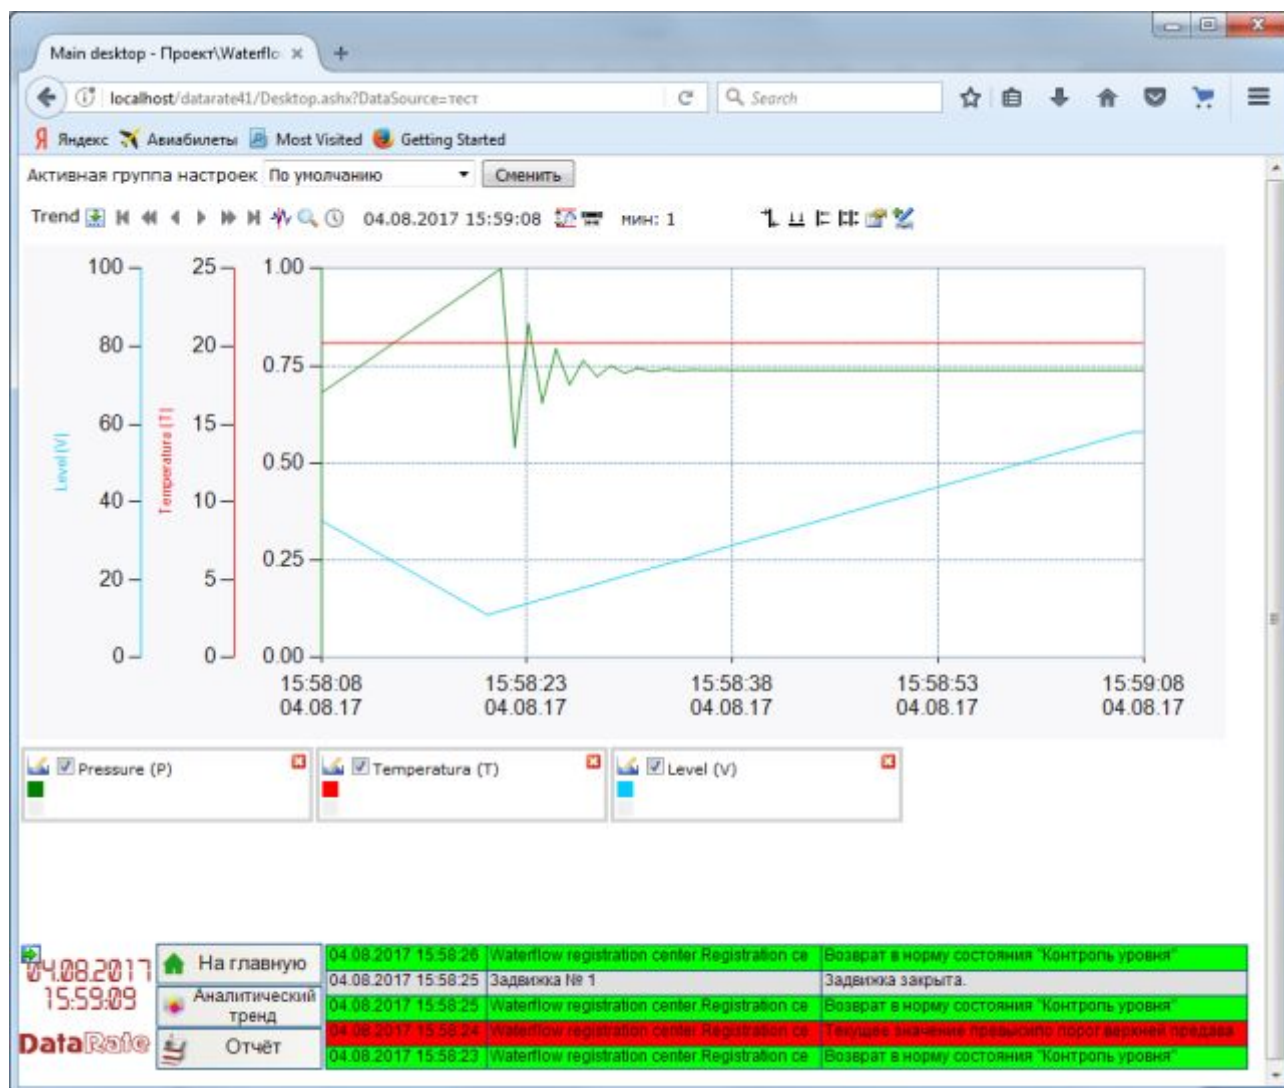 Main desktop - Проект\Waterflo
localhost/datarate41/Desktop.ashx?DataSource=тест
Search
Яндекс Авиабилеты Most Visited Getting Started
Активная группа настроек По умолчанию Сменить
Trend 04.08.2017 15:59:08 мин: 1
100 25 1.00
80 20 0.75
60 15 0.50
40 10 0.25
20 5 0.00
0 0
Level (V)
Temperatura (T)
15:58:08 15:58:23 15:58:38 15:58:53 15:59:08
04.08.17 04.08.17 04.08.17 04.08.17 04.08.17
Pressure (P) Temperatura (T) Level (V)
04.08.2017
15:59:09
DataRate
На главную
Аналитический
тренд
Отчёт
04.08.2017 15:58:26 Waterflow registration center.Registration ce Возврат в норму состояния "Контроль уровня"
04.08.2017 15:58:25 Задвижка № 1 Задвижка закрыта.
04.08.2017 15:58:25 Waterflow registration center.Registration ce Возврат в норму состояния "Контроль уровня"
04.08.2017 15:58:24 Waterflow registration center.Registration ce Текущее значение превысило порог верхней предава
04.08.2017 15:58:23 Waterflow registration center.Registration ce Возврат в норму состояния "Контроль уровня"